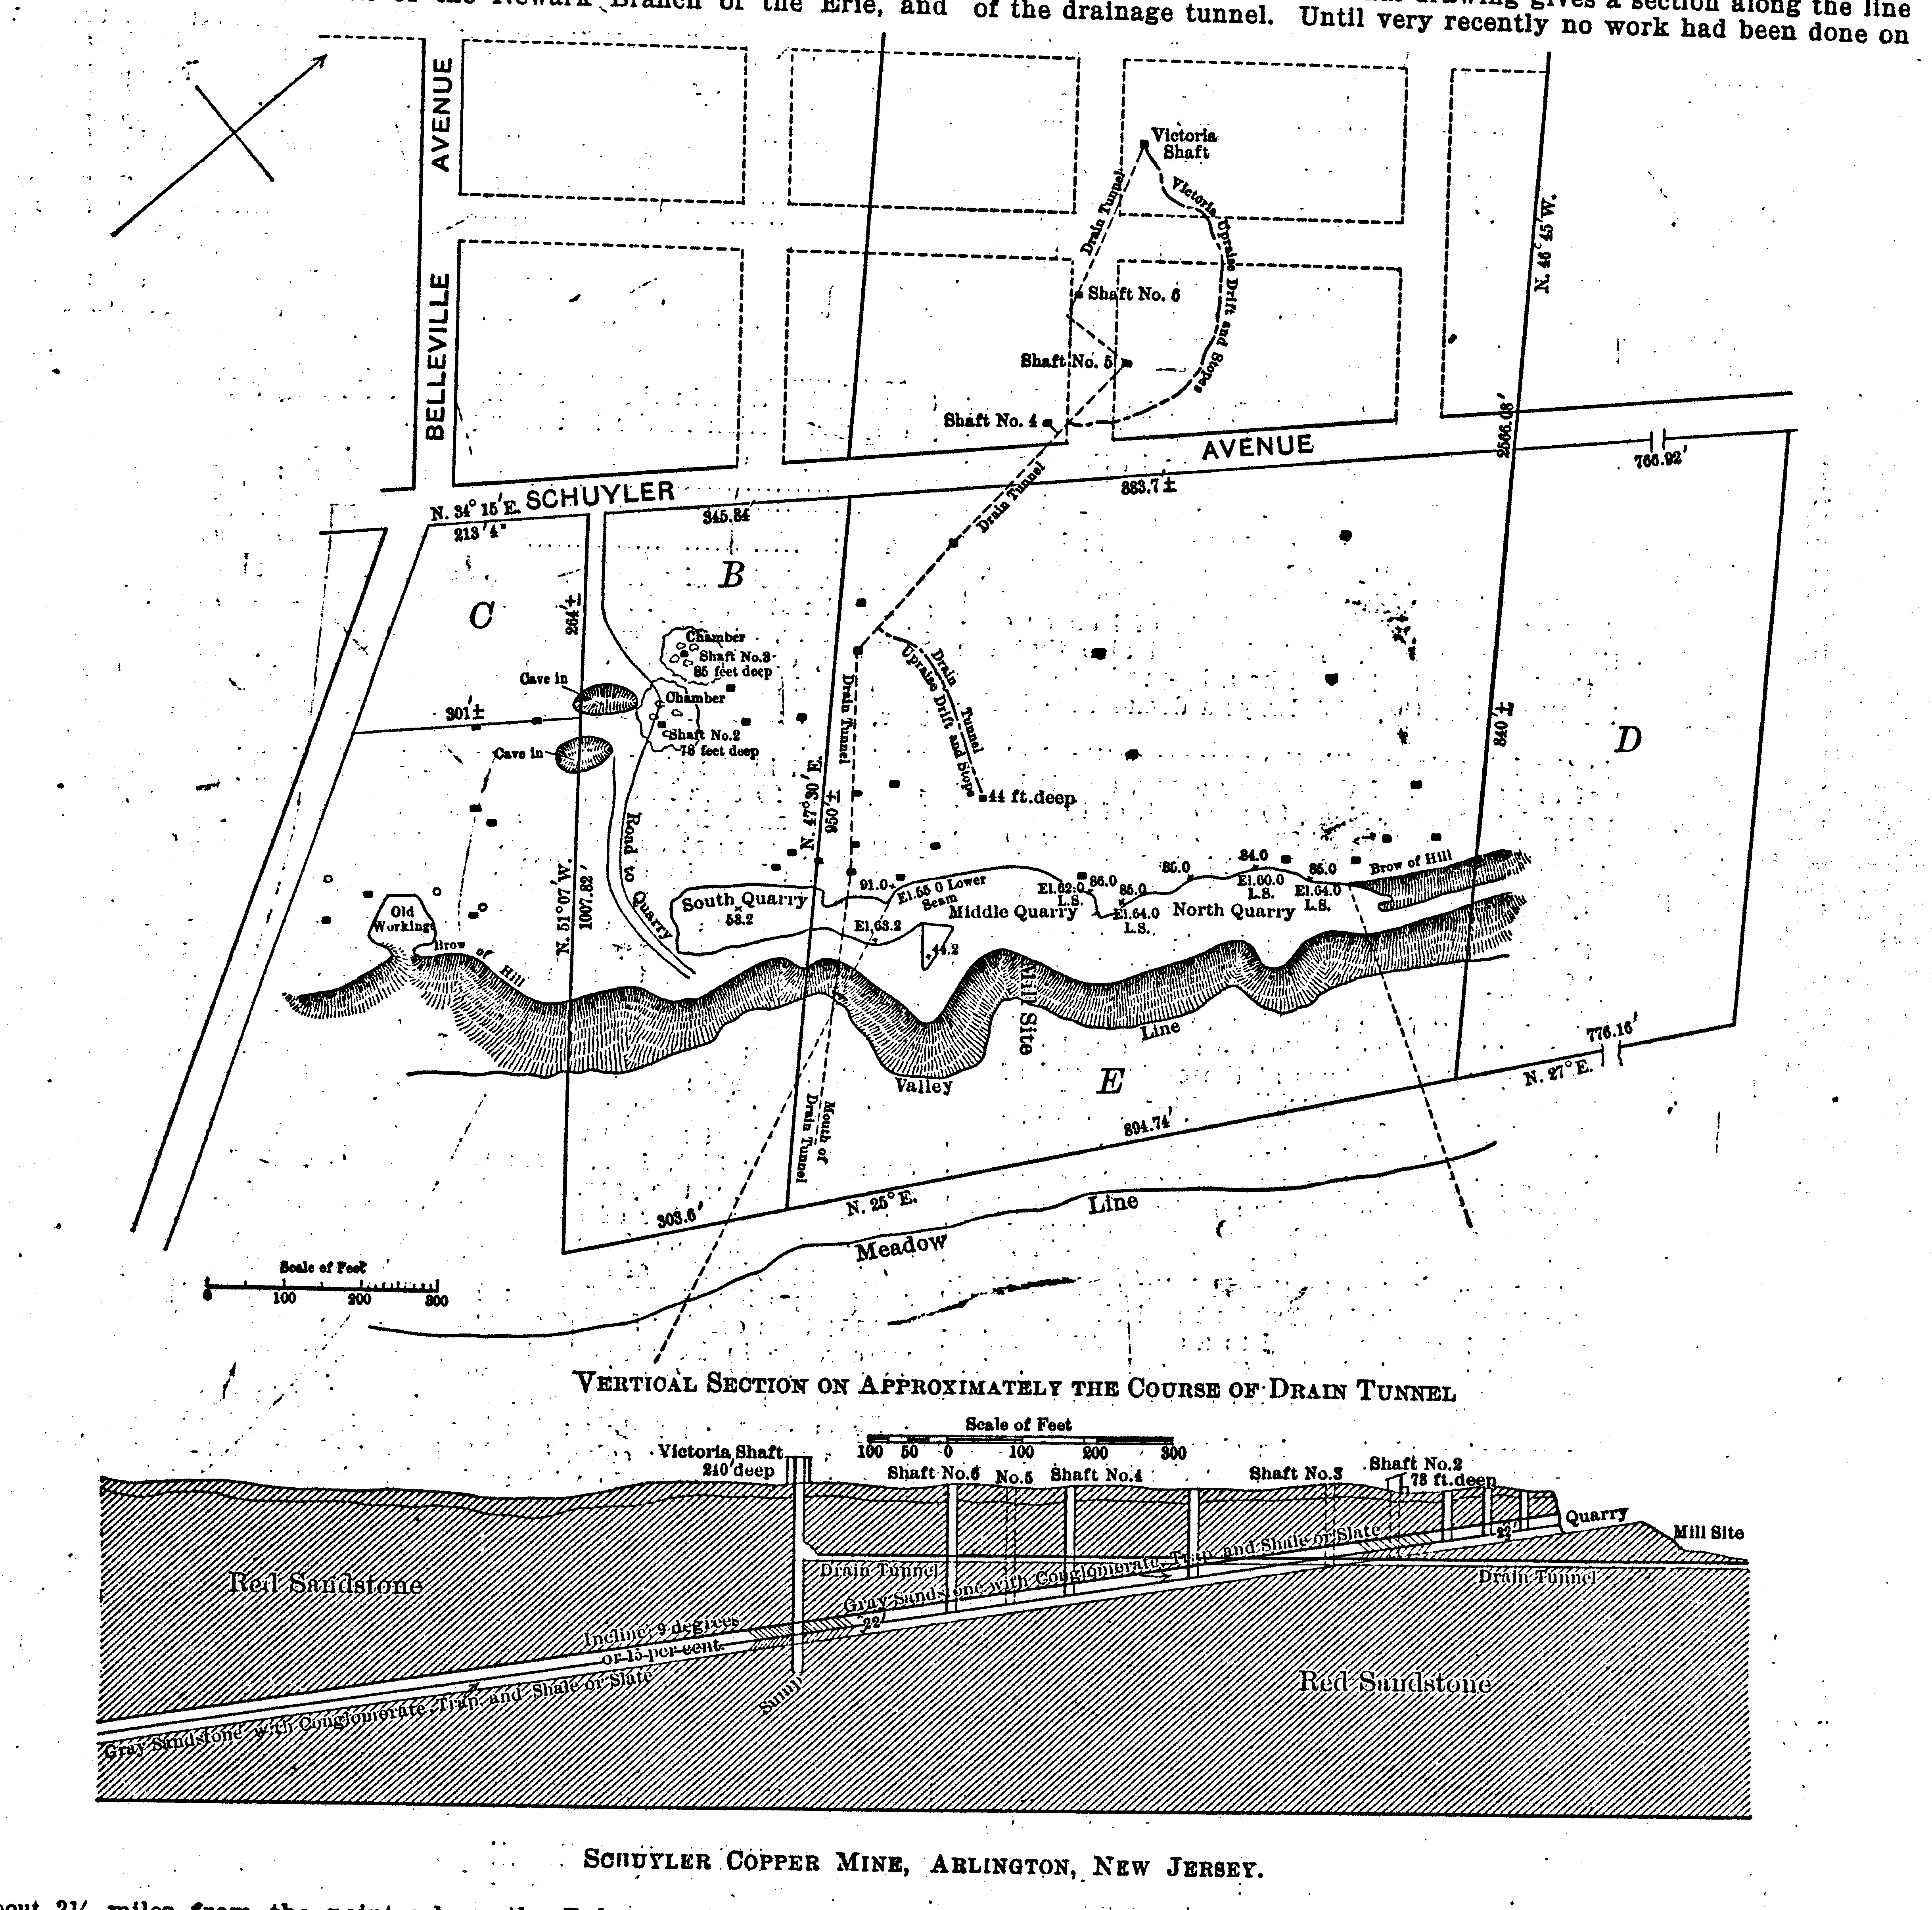 of the Newark Branch of the Erie, and of the drainage tunnel. Until very recently no work had been done on
drawing gives a section along the line
AVENUE
BELLEVILLE
Victoria
Shaft
Drain Tunnel
Victoria Upraise Drift and Stopes
Shaft No. 6
Shaft No. 5
Shaft No. 4
N. 46° 45' W.
2566.08'
SCHUYLER
AVENUE
N. 34° 15' E.
213'4"
345.84
883.7±
766.92'
Drain Tunnel
C
B
D
264'±
Chamber
Shaft No.3
85 feet deep
Cave in
Chamber
301'±
Shaft No.2
78 feet deep
Cave in
Drain Tunnel
Drain Tunnel
Upraise Drift and Stope
44 ft. deep
840'±
N. 47° 30' E.
950'±
Road to Quarry
N. 51° 07' W.
1007.82'
Old
Workings
Brow of Hill
South Quarry
53.2
91.0
El.55 0 Lower
Seam
El.63.2
44.2
Middle Quarry
El.62.0
L.S.
86.0
85.0
El.64.0
L.S.
North Quarry
85.0
84.0
El.60.0
L.S.
85.0
El.64.0
L.S.
Brow of Hill
Mill Site
Line
Valley
E
Mouth of
Drain Tunnel
776.16'
N. 27° E.
894.74'
N. 25° E.
303.6'
Meadow
Line
Scale of Feet
0 100 200 300
VERTICAL SECTION ON APPROXIMATELY THE COURSE OF DRAIN TUNNEL
Scale of Feet
100 50 0 100 200 300
Victoria Shaft
210' deep
Shaft No.6
No.5
Shaft No.4
Shaft No.3
Shaft No.2
78 ft. deep
Quarry
Mill Site
25'
Drain Tunnel
Drain Tunnel
Gray Sandstone with Conglomerate, Trap, and Shale or Slate
Red Sandstone
22'
Incline, 9 degrees
or 15 per cent.
Gray Sandstone with Conglomerate, Trap, and Shale or Slate
Sump
Red Sandstone
SCHUYLER COPPER MINE, ARLINGTON, NEW JERSEY.
miles from the point